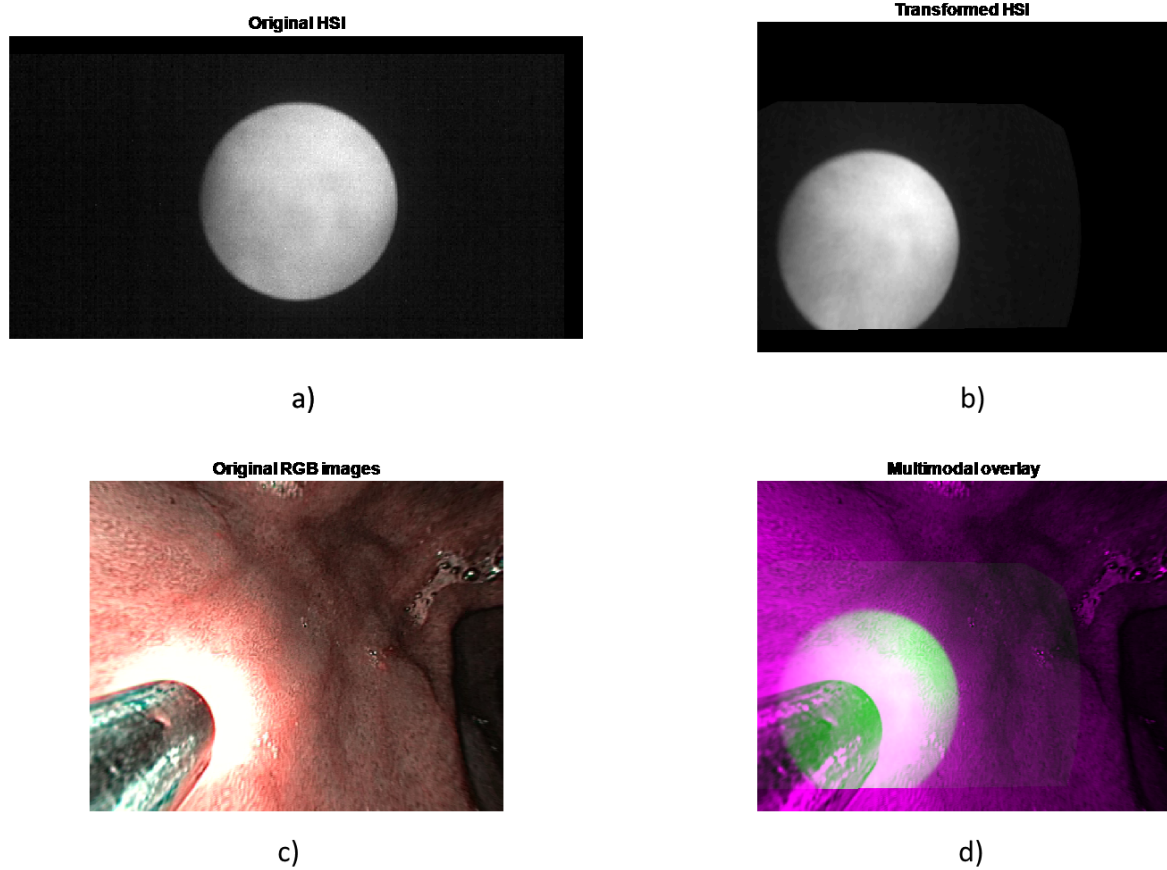 Original HSI
Transformed HSI
a)
b)
Original RGB images
Multimodal overlay
c)
d)